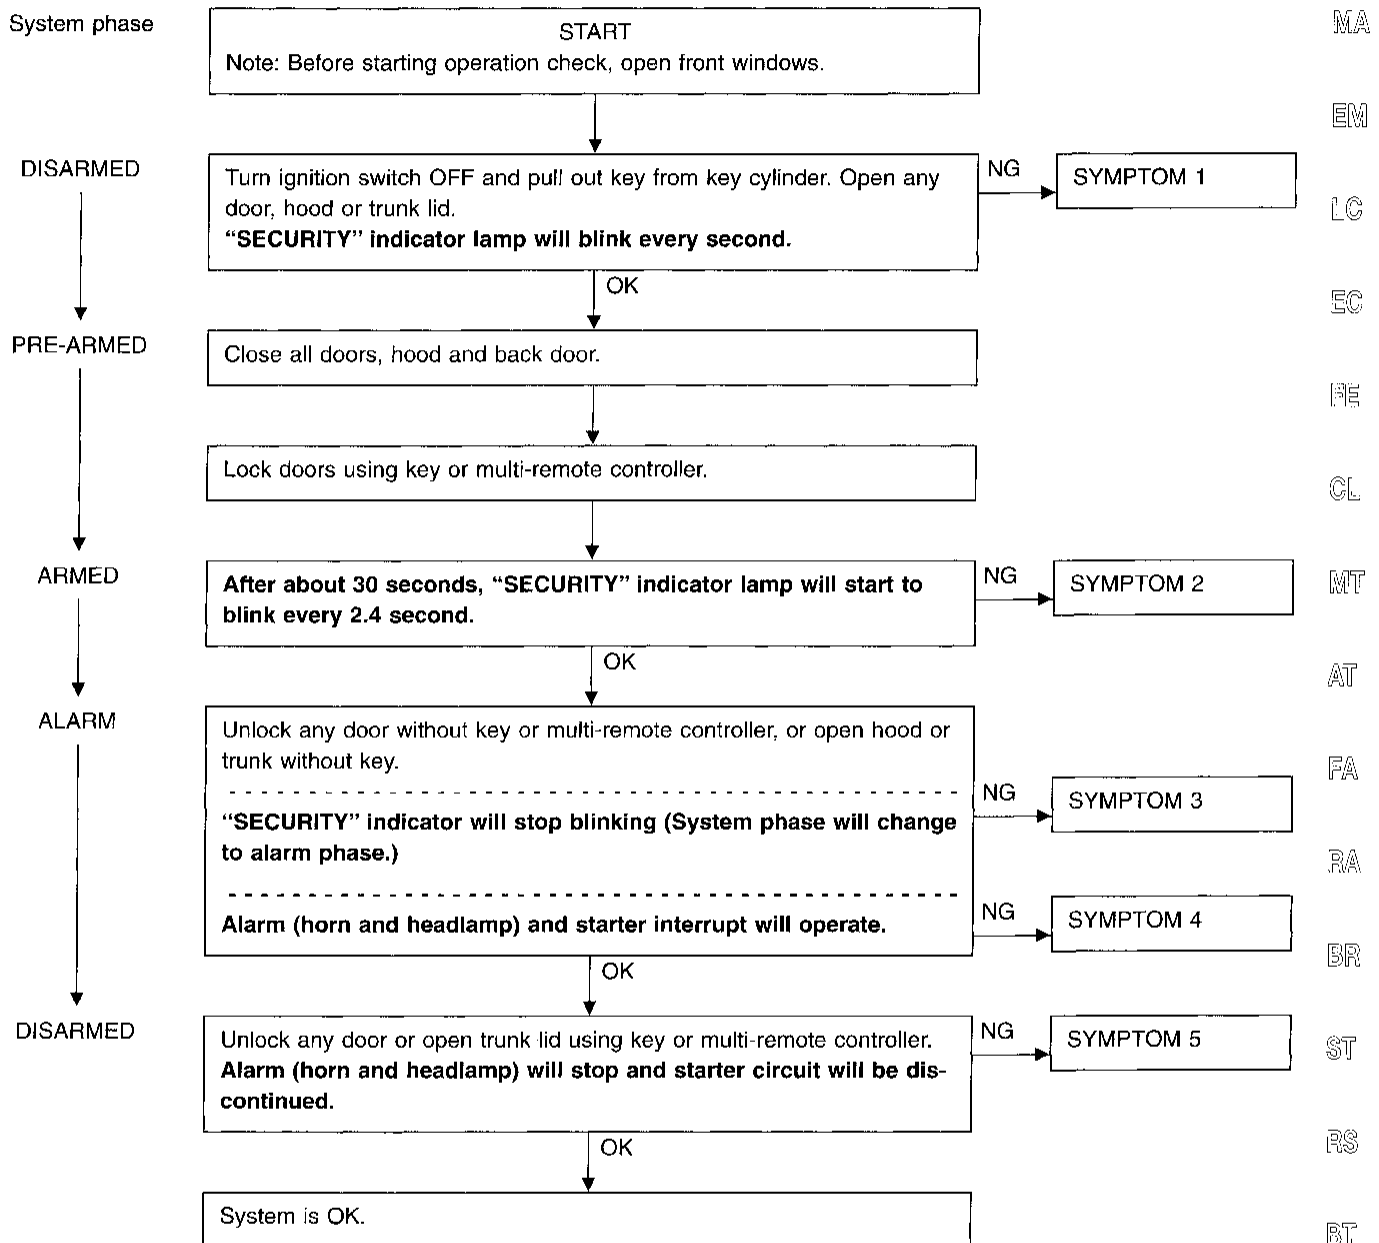 System phase
START
Note: Before starting operation check, open front windows.
MA
EM
DISARMED
Turn ignition switch OFF and pull out key from key cylinder. Open any
door, hood or trunk lid.
“SECURITY” indicator lamp will blink every second.
NG
SYMPTOM 1
LC
OK
EC
PRE-ARMED
Close all doors, hood and back door.
FE
Lock doors using key or multi-remote controller.
CL
ARMED
After about 30 seconds, “SECURITY” indicator lamp will start to
blink every 2.4 second.
NG
SYMPTOM 2
MT
OK
AT
ALARM
Unlock any door without key or multi-remote controller, or open hood or
trunk without key.
FA
“SECURITY” indicator will stop blinking (System phase will change
to alarm phase.)
NG
SYMPTOM 3
RA
Alarm (horn and headlamp) and starter interrupt will operate.
NG
SYMPTOM 4
BR
OK
DISARMED
Unlock any door or open trunk lid using key or multi-remote controller.
Alarm (horn and headlamp) will stop and starter circuit will be dis-
continued.
NG
SYMPTOM 5
ST
OK
RS
System is OK.
BT